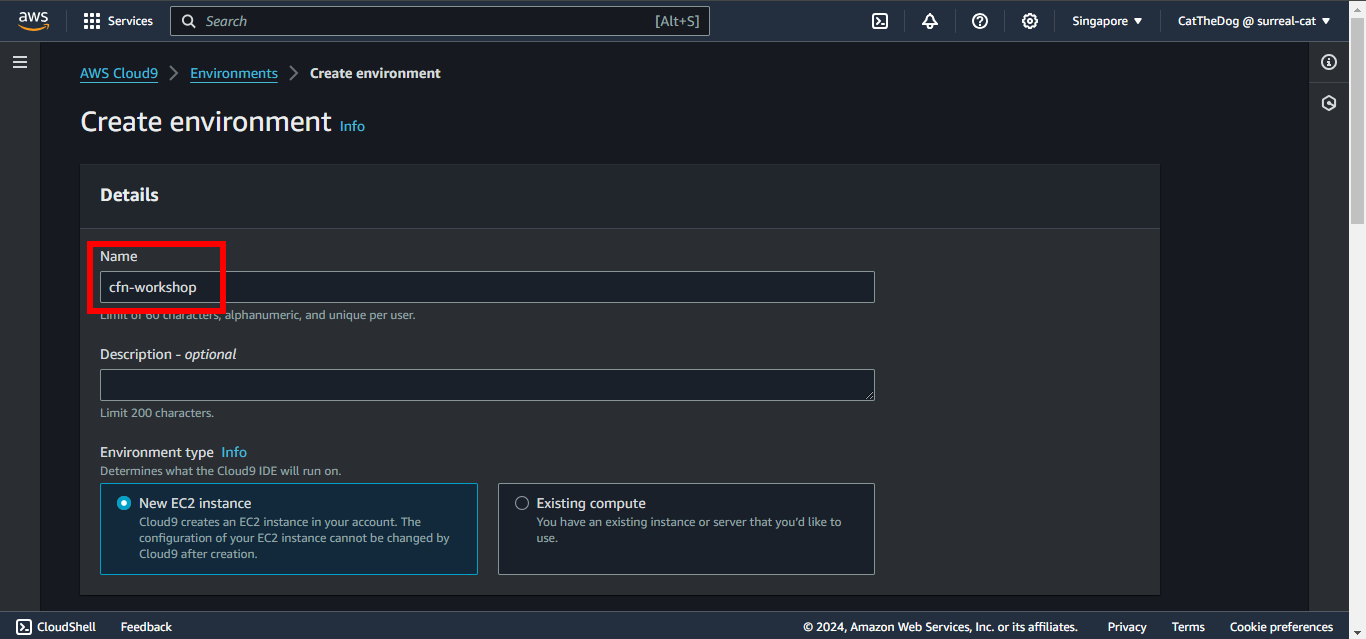 aws Services Search [Alt+S] Singapore CatTheDog @ surreal-cat
AWS Cloud9 Environments Create environment
Create environment Info
Details
Name
cfn-workshop
Limit of 60 characters, alphanumeric, and unique per user.
Description - optional
Limit 200 characters.
Environment type Info
Determines what the Cloud9 IDE will run on.
New EC2 instance
Cloud9 creates an EC2 instance in your account. The
configuration of your EC2 instance cannot be changed by
Cloud9 after creation.
Existing compute
You have an existing instance or server that you'd like to
use.
CloudShell Feedback © 2024, Amazon Web Services, Inc. or its affiliates. Privacy Terms Cookie preferences